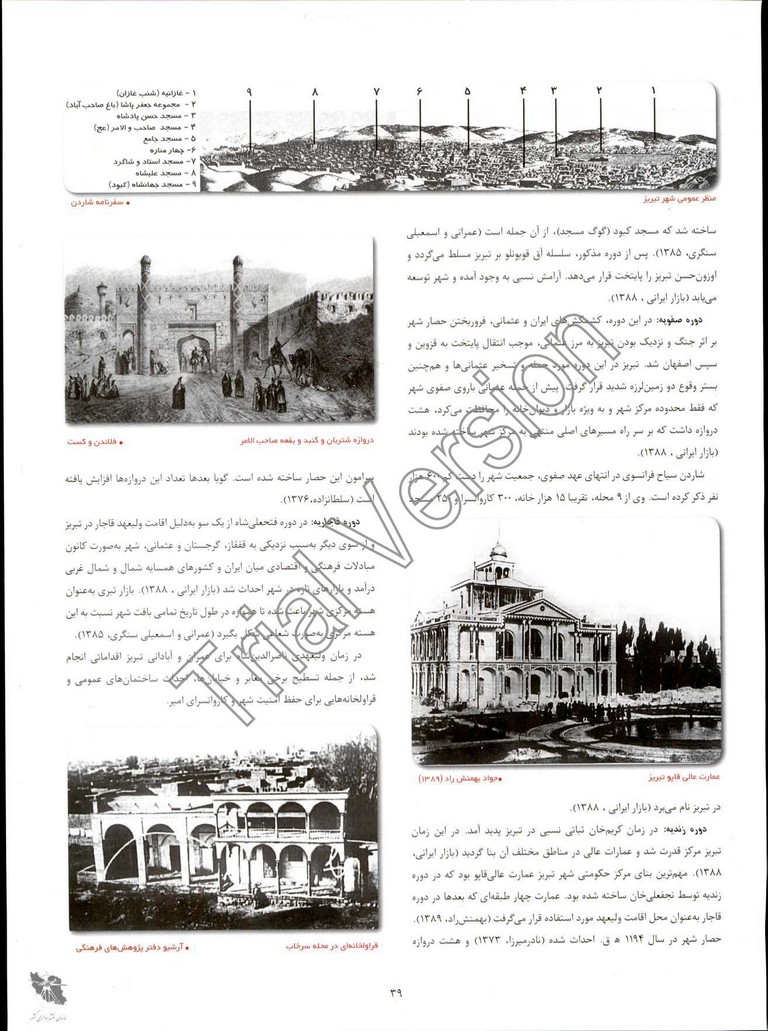 ۱ - غازانیه (شنب غازان)
۲ - مجموعه جعفر پاشا (باغ صاحب آباد)
۳ - مسجد حسن پادشاه
۴ - مسجد صاحب و الامر (عج)
۵ - مسجد جامع
۶- چهار مناره
۷- مسجد استاد و شاگرد
۸ - مسجد علیشاه
۹ - مسجد جهانشاه (کبود)
۱ ۲ ۳ ۴ ۵ ۶ ۷ ۸ ۹
منظر عمومی شهر تبریز
• سفرنامه شاردن
ساخته شد که مسجد کبود (گوگ مسجد)، از آن جمله است (عمرانی و اسمعیلی
سنگری، ۱۳۸۵). پس از دوره مذکور، سلسله آق قویونلو بر تبریز مسلط می‌گردد و
اوزون‌حسن تبریز را پایتخت قرار می‌دهد. آرامش نسبی به وجود آمده و شهر توسعه
می‌یابد (بازار ایرانی ، ۱۳۸۸).
دوره صفویه: در این دوره، کشمکش‌های ایران و عثمانی، فروریختن حصار شهر
بر اثر جنگ و نزدیک بودن تبریز به مرز عثمانی، موجب انتقال پایتخت به قزوین و
سپس اصفهان شد. تبریز در این دوره مورد حمله و تسخیر عثمانی‌ها و هم‌چنین
بستر وقوع دو زمین‌لرزه شدید قرار گرفت. پیش از حمله عثمانی باروی صفوی شهر
که فقط محدوده مرکز شهر و به ویژه بازار و دیوان‌خانه را محافظت می‌کرد، هشت
دروازه داشت که بر سر راه مسیرهای اصلی منتهی به مرکز شهر ساخته شده بودند
(بازار ایرانی ، ۱۳۸۸).
شاردن سیاح فرانسوی در انتهای عهد صفوی، جمعیت شهر را دست کم ۶۰ هزار
نفر ذکر کرده است. وی از ۹ محله، تقریبا ۱۵ هزار خانه، ۳۰۰ کاروانسرا و ۲۵۰ مسجد
عمارت عالی قاپو تبریز
•جواد بهمنش راد (۱۳۸۹)
در تبریز نام می‌برد (بازار ایرانی ، ۱۳۸۸).
دوره زندیه: در زمان کریم‌خان ثباتی نسبی در تبریز پدید آمد. در این زمان
تبریز مرکز قدرت شد و عمارات عالی در مناطق مختلف آن بنا گردید (بازار ایرانی،
۱۳۸۸). مهم‌ترین بنای مرکز حکومتی شهر تبریز عمارت عالی‌قاپو بود که در دوره
زندیه توسط نجفعلی‌خان ساخته شده بود. عمارت چهار طبقه‌ای که بعدها در دوره
قاجار به‌عنوان محل اقامت ولیعهد مورد استفاده قرار می‌گرفت (بهمنش‌راد، ۱۳۸۹).
حصار شهر در سال ۱۱۹۴ ه ق. احداث شده (نادرمیرزا، ۱۳۷۳) و هشت دروازه
دروازه شتربان و گنبد و بقعه صاحب الامر
• فلاندن و کست
پیرامون این حصار ساخته شده است. گویا بعدها تعداد این دروازه‌ها افزایش یافته
است (سلطانزاده،۱۳۷۶).
دوره قاجاریه: در دوره فتحعلی‌شاه از یک سو به‌دلیل اقامت ولیعهد قاجار در تبریز
و از سوی دیگر به‌سبب نزدیکی به قفقاز، گرجستان و عثمانی، شهر به‌صورت کانون
مبادلات فرهنگی و اقتصادی میان ایران و کشورهای همسایه شمال و شمال غربی
درآمد و بازارهای تازه در شهر احداث شد (بازار ایرانی ، ۱۳۸۸). بازار تبری به‌عنوان
هسته مرکزی شهر باعث شده تا همواره در طول تاریخ تمامی بافت شهر نسبت به این
هسته مرکزی به‌صورت شعاعی شکل بگیرد (عمرانی و اسمعیلی سنگری، ۱۳۸۵).
در زمان ولیعهدی ناصرالدین‌شاه برای عمران و آبادانی تبریز اقداماتی انجام
شد، از جمله تسطیح برخی معابر و خیابان‌ها، احداث ساختمان‌های عمومی و
قراولخانه‌هایی برای حفظ امنیت شهر و کاروانسرای امیر.
قراولخانه‌ای در محله سرخاب
• آرشیو دفتر پژوهش‌های فرهنگی
۳۹
Trial Version